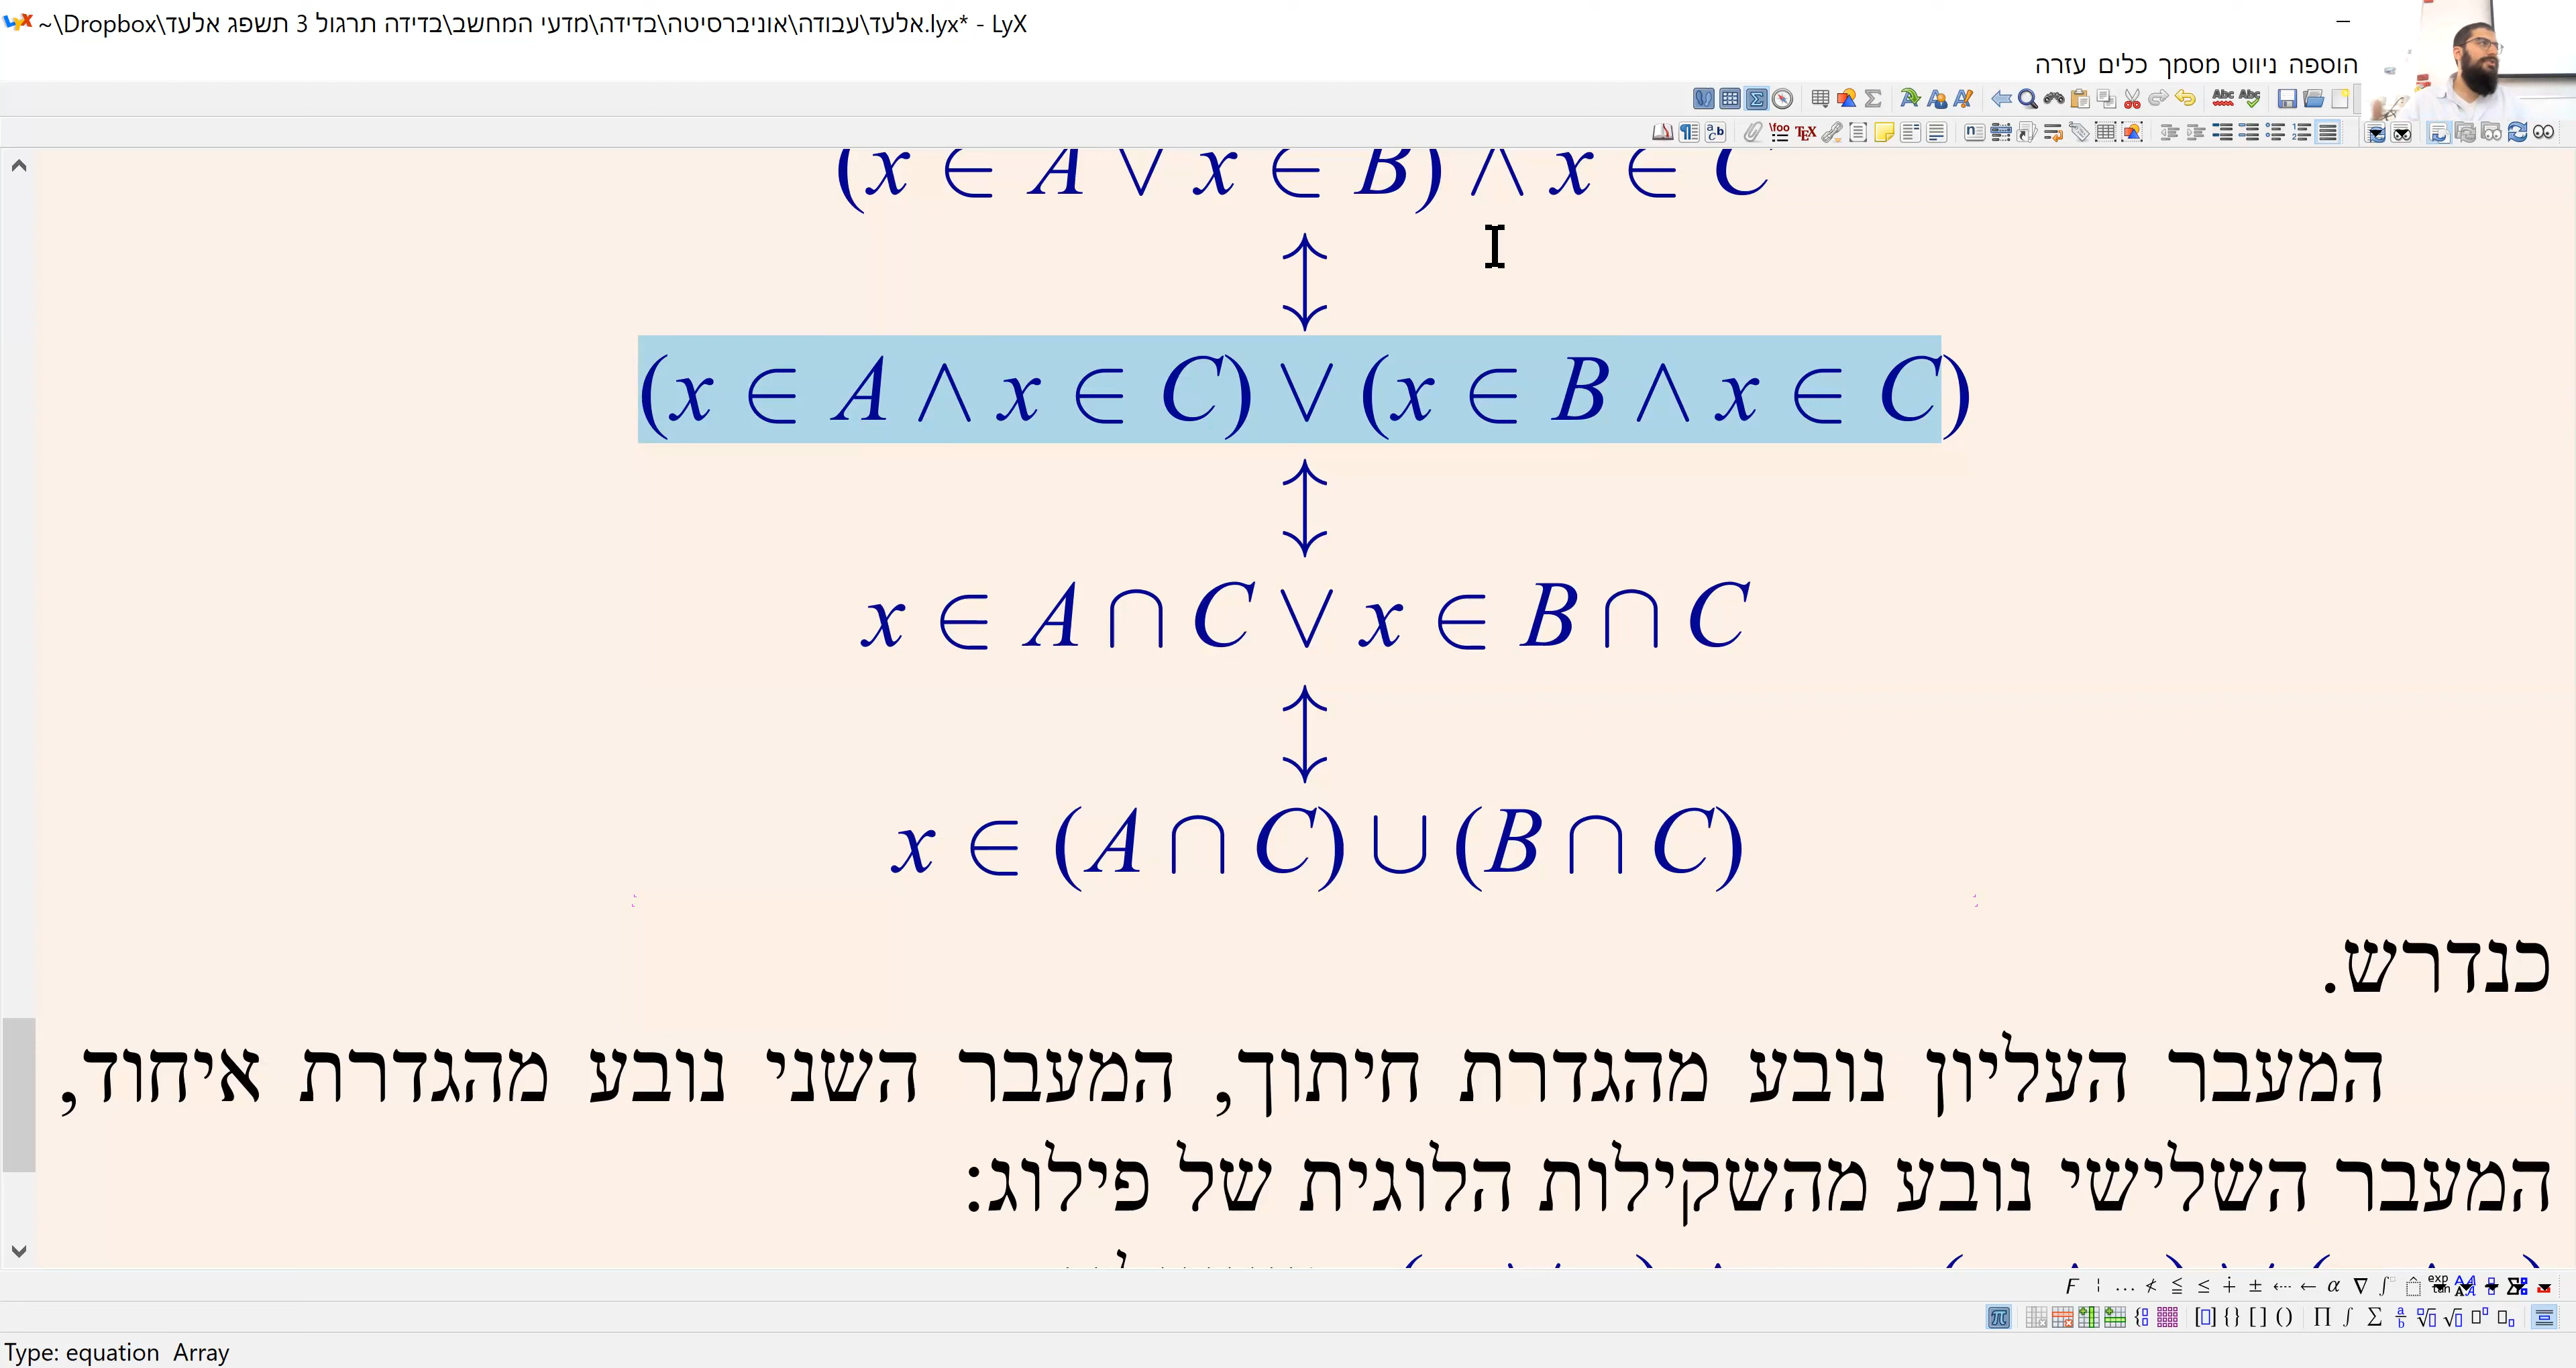 ~\Dropbox\אלעד\עבודה\אוניברסיטה\בדידה\מדעי המחשב\בדידה תרגול 3 תשפג אלעד.lyx* - LyX
הוספה ניווט מסמך כלים עזרה
(x ∈ A ∨ x ∈ B) ∧ x ∈ C
↕
(x ∈ A ∧ x ∈ C) ∨ (x ∈ B ∧ x ∈ C)
↕
x ∈ A ∩ C ∨ x ∈ B ∩ C
↕
x ∈ (A ∩ C) ∪ (B ∩ C)
כנדרש.
המעבר העליון נובע מהגדרת חיתוך, המעבר השני נובע מהגדרת איחוד,
המעבר השלישי נובע מהשקילות הלוגית של פילוג:
Type: equation Array